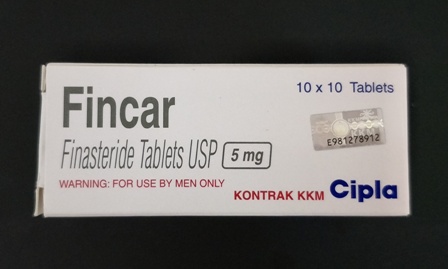 Fincar
10 x 10 Tablets
Finasteride Tablets USP 5 mg
E981278912
WARNING: FOR USE BY MEN ONLY
KONTRAK KKM Cipla